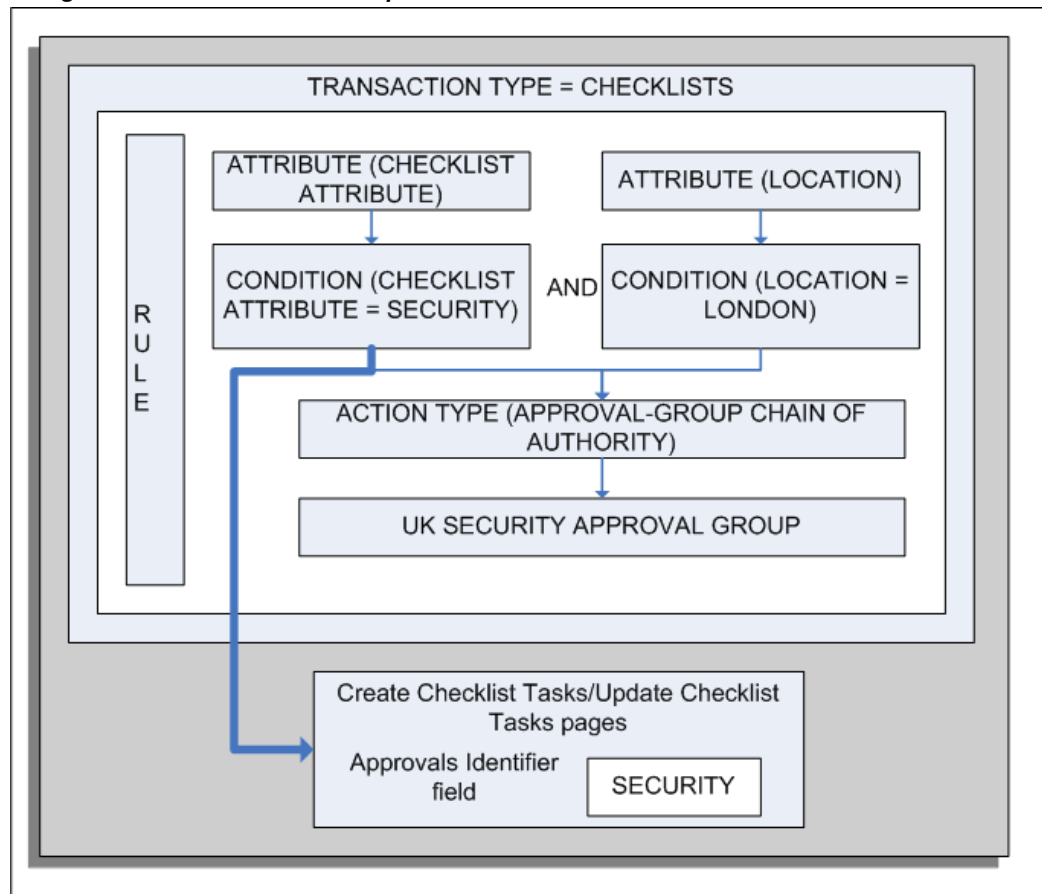 TRANSACTION TYPE = CHECKLISTS
R
U
L
E
ATTRIBUTE (CHECKLIST
ATTRIBUTE)
ATTRIBUTE (LOCATION)
CONDITION (CHECKLIST
ATTRIBUTE = SECURITY)
AND
CONDITION (LOCATION =
LONDON)
ACTION TYPE (APPROVAL-GROUP CHAIN OF
AUTHORITY)
UK SECURITY APPROVAL GROUP
Create Checklist Tasks/Update Checklist
Tasks pages
Approvals Identifier
field
SECURITY